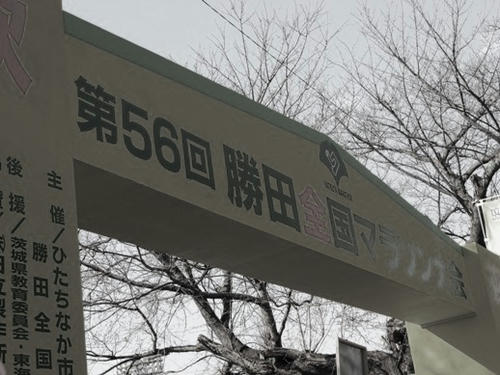 第56回 勝田全国マラソン大会
主催/ひたちなか市
勝田全国
後援/茨城県教育委員会・東海